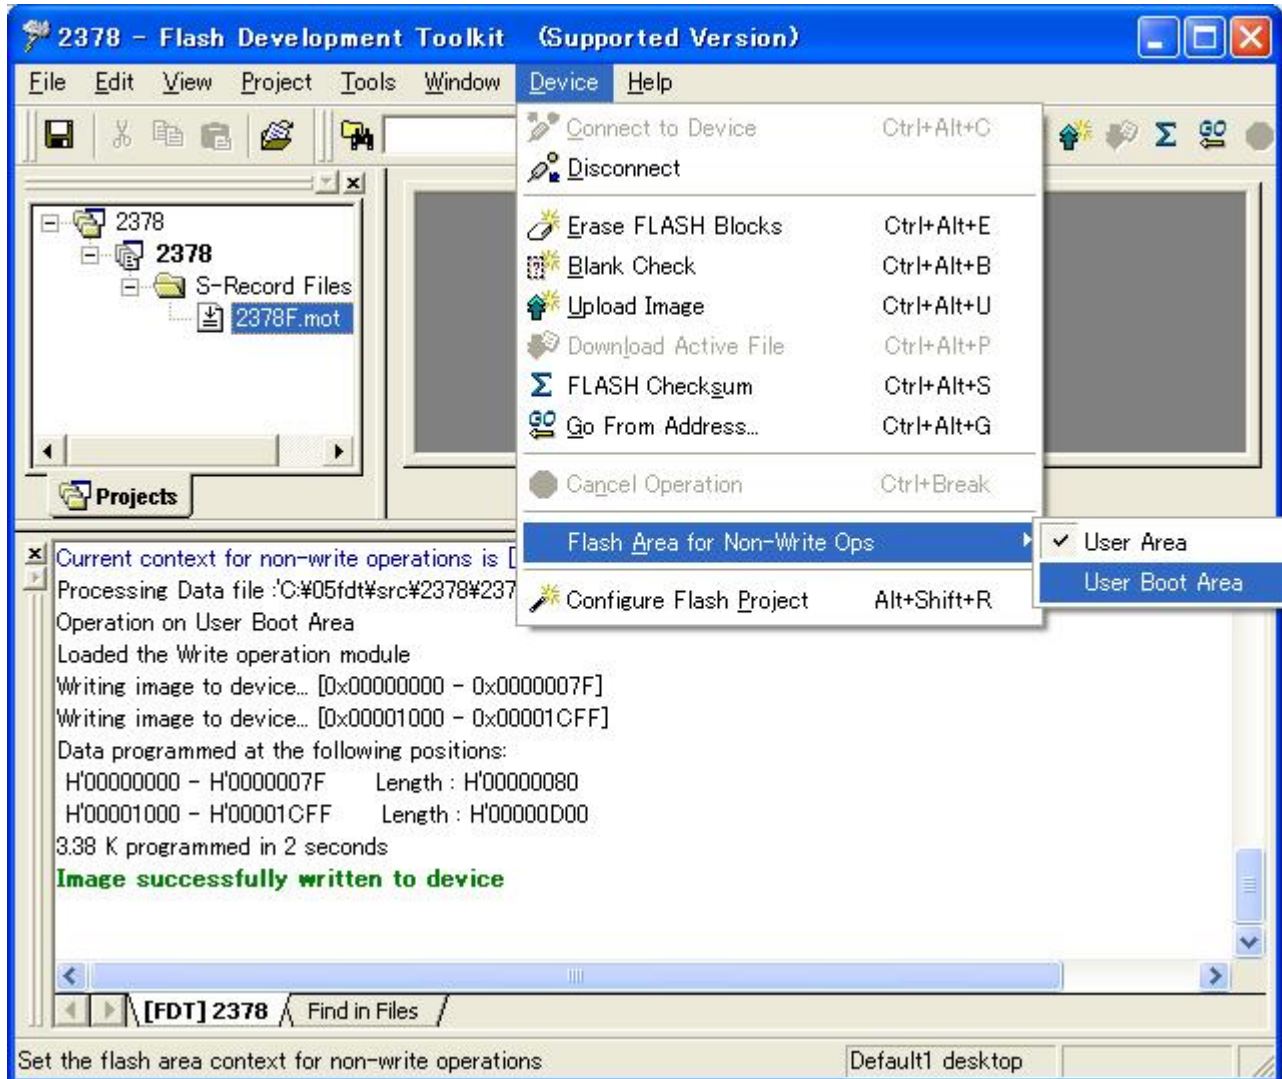 2378 - Flash Development Toolkit (Supported Version)
File Edit View Project Tools Window Device Help
2378
2378
S-Record Files
2378F.mot
Projects
Connect to Device Ctrl+Alt+C
Disconnect
Erase FLASH Blocks Ctrl+Alt+E
Blank Check Ctrl+Alt+B
Upload Image Ctrl+Alt+U
Download Active File Ctrl+Alt+P
Σ FLASH Checksum Ctrl+Alt+S
GO Go From Address... Ctrl+Alt+G
Cancel Operation Ctrl+Break
Flash Area for Non-Write Ops
Configure Flash Project Alt+Shift+R
User Area
User Boot Area
Σ GO
Current context for non-write operations is [
Processing Data file :'C:¥05fdt¥src¥2378¥237
Operation on User Boot Area
Loaded the Write operation module
Writing image to device... [0x00000000 - 0x0000007F]
Writing image to device... [0x00001000 - 0x00001CFF]
Data programmed at the following positions:
H'00000000 - H'0000007F Length : H'00000080
H'00001000 - H'00001CFF Length : H'00000D00
3.38 K programmed in 2 seconds
Image successfully written to device
[FDT] 2378 Find in Files
Set the flash area context for non-write operations Default1 desktop